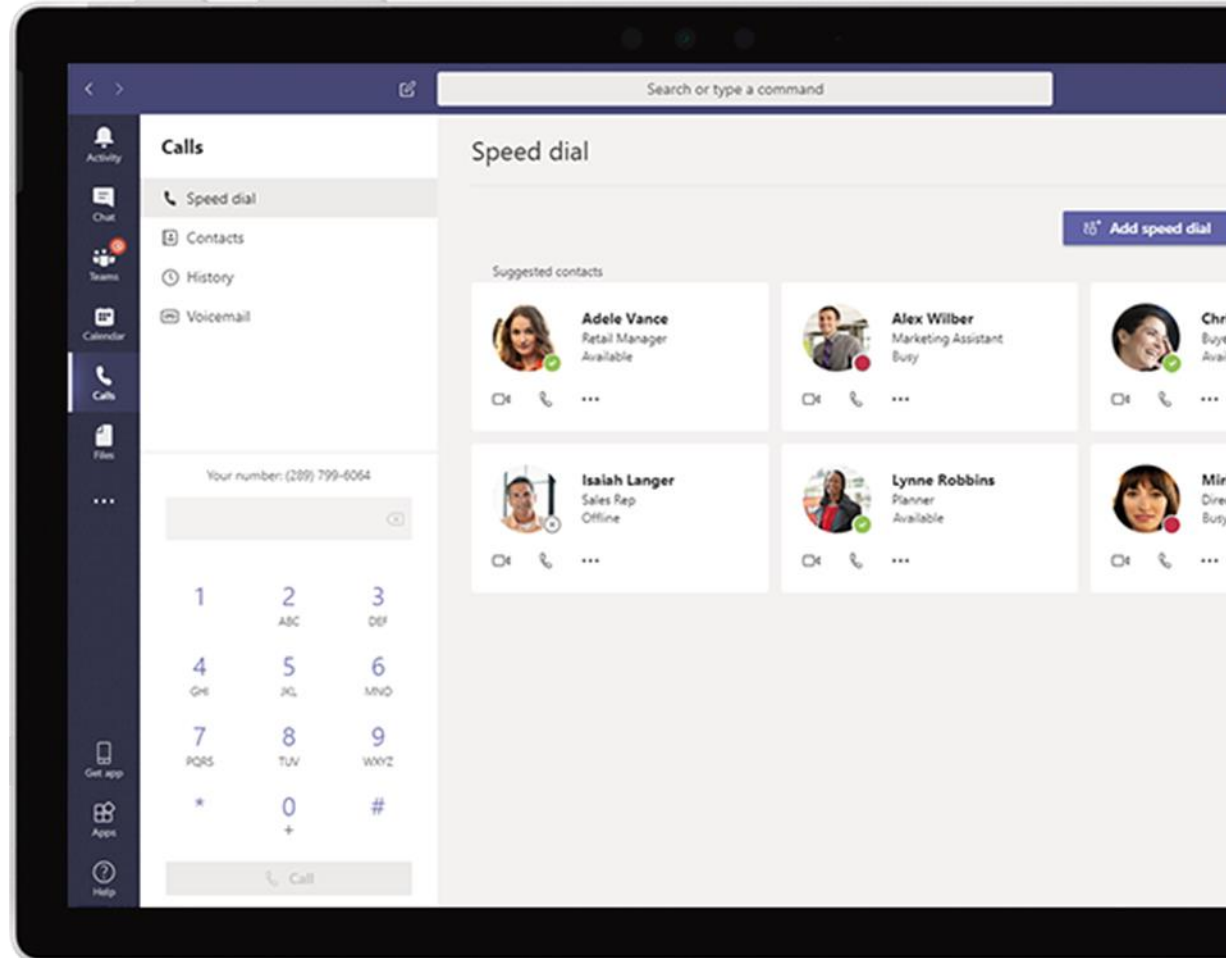 Search or type a command
Activity
Chat
Teams
Calendar
Calls
Files
Get app
Apps
Help
Calls
Speed dial
Contacts
History
Voicemail
Your number: (289) 799-6064
1
2
3
ABC
DEF
4
5
6
GHI
JKL
MNO
7
8
9
PQRS
TUV
WXYZ
*
0
#
+
Call
Speed dial
Add speed dial
Suggested contacts
Adele Vance
Retail Manager
Available
Alex Wilber
Marketing Assistant
Busy
Isaiah Langer
Sales Rep
Offline
Lynne Robbins
Planner
Available
Busy